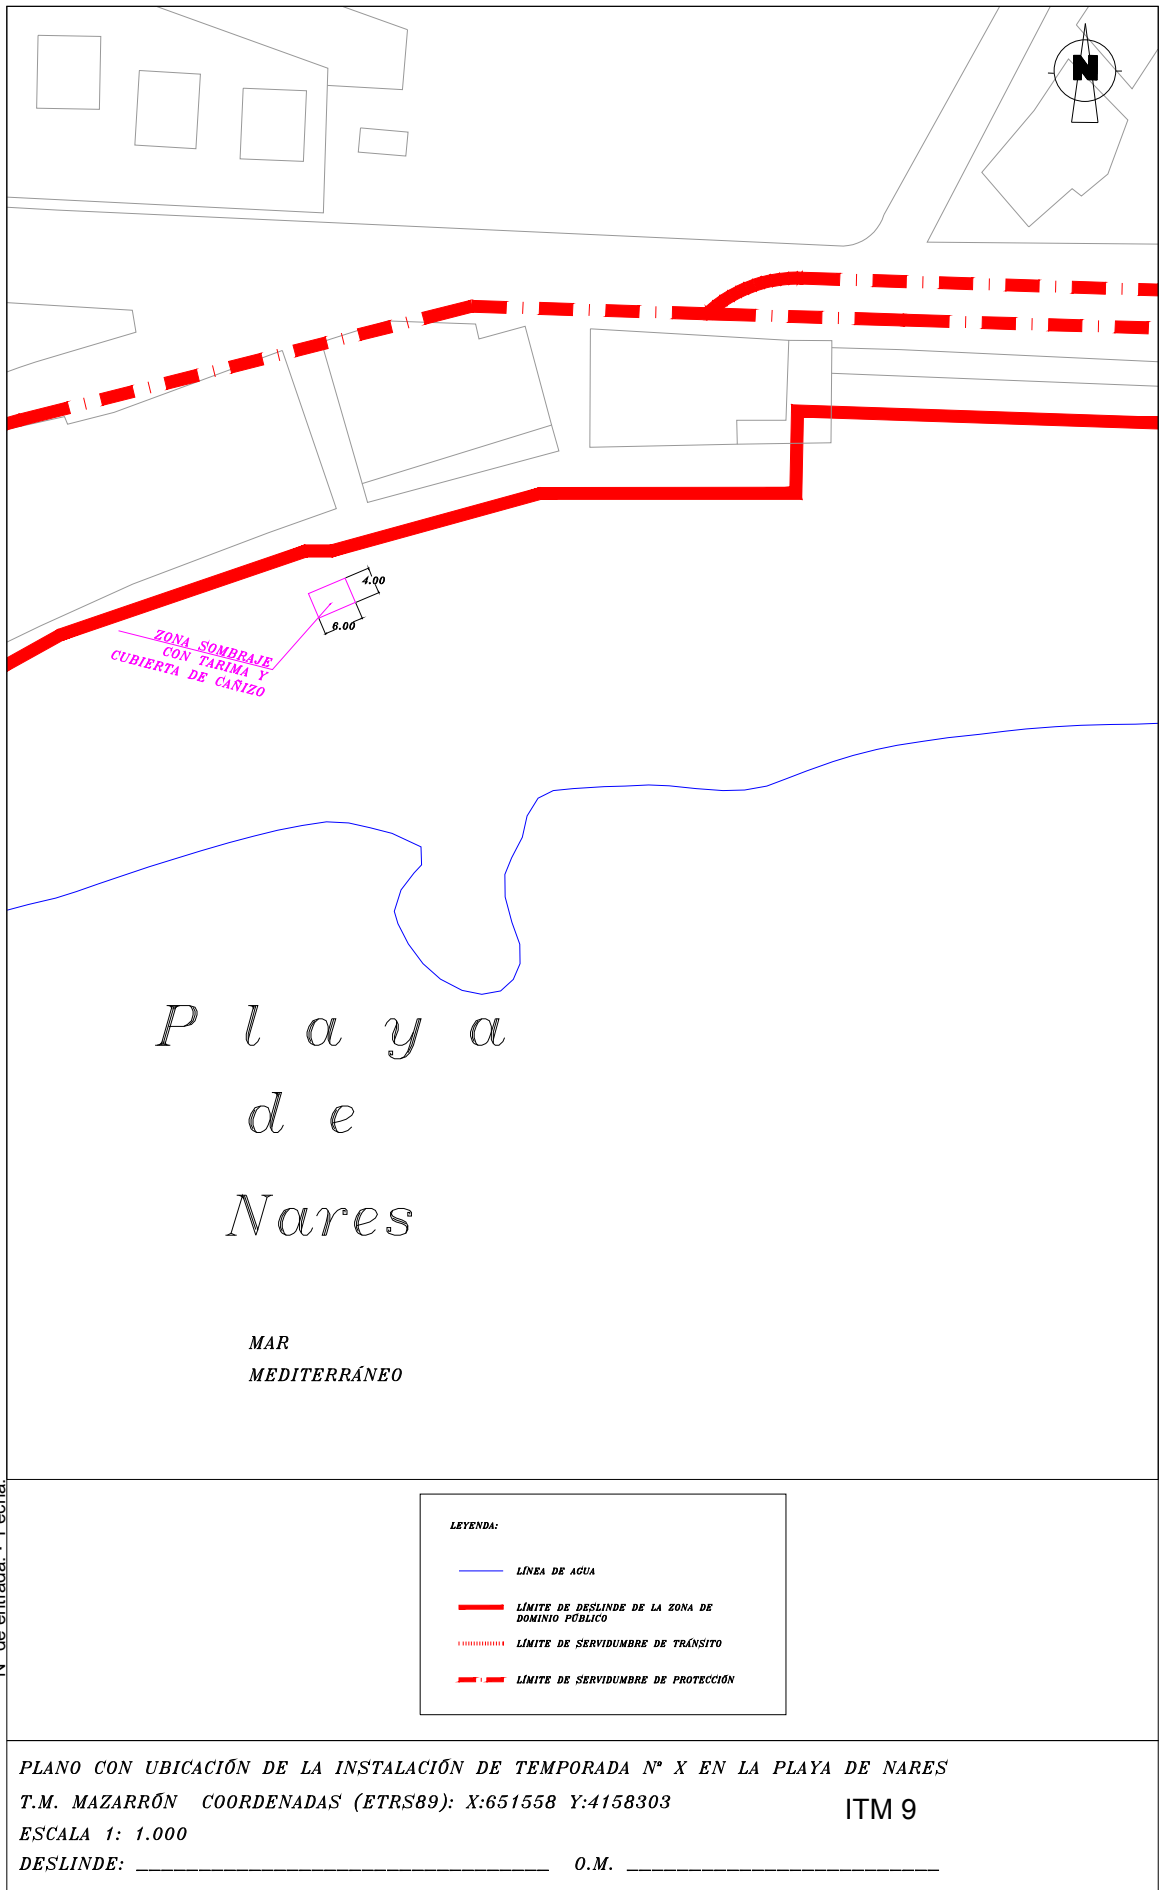 N
4.00
6.00
ZONA SOMBRAJE
CON TARIMA Y
CUBIERTA DE CAÑIZO
Playa
de
Nares
MAR
MEDITERRÁNEO
LEYENDA:
LÍNEA DE AGUA
LÍMITE DE DESLINDE DE LA ZONA DE
DOMINIO PÚBLICO
LÍMITE DE SERVIDUMBRE DE TRÁNSITO
LÍMITE DE SERVIDUMBRE DE PROTECCIÓN
PLANO CON UBICACIÓN DE LA INSTALACIÓN DE TEMPORADA Nº X EN LA PLAYA DE NARES
T.M. MAZARRÓN COORDENADAS (ETRS89): X:651558 Y:4158303
ITM 9
ESCALA 1: 1.000
DESLINDE: ______________________ O.M. ______________________